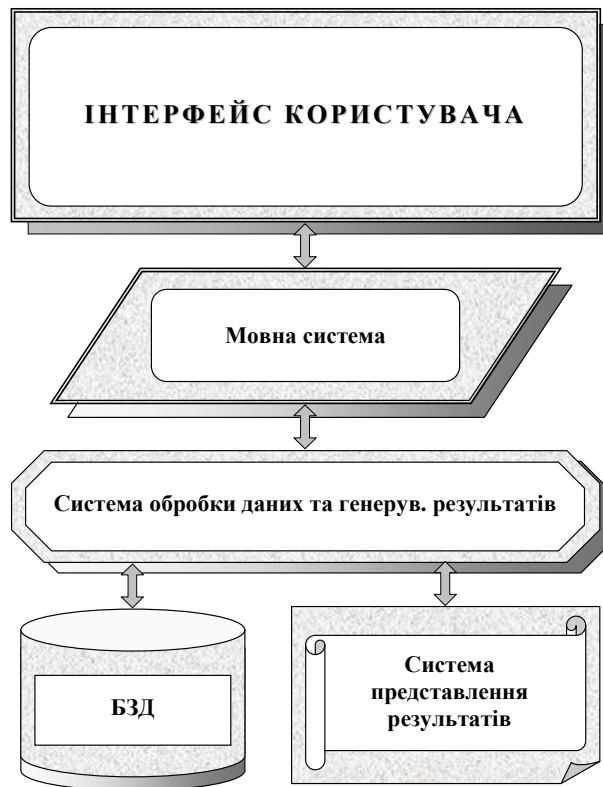 ІНТЕРФЕЙС КОРИСТУВАЧА
Мовна система
Система обробки даних та генерув. результатів
БЗД
Система
представлення
результатів